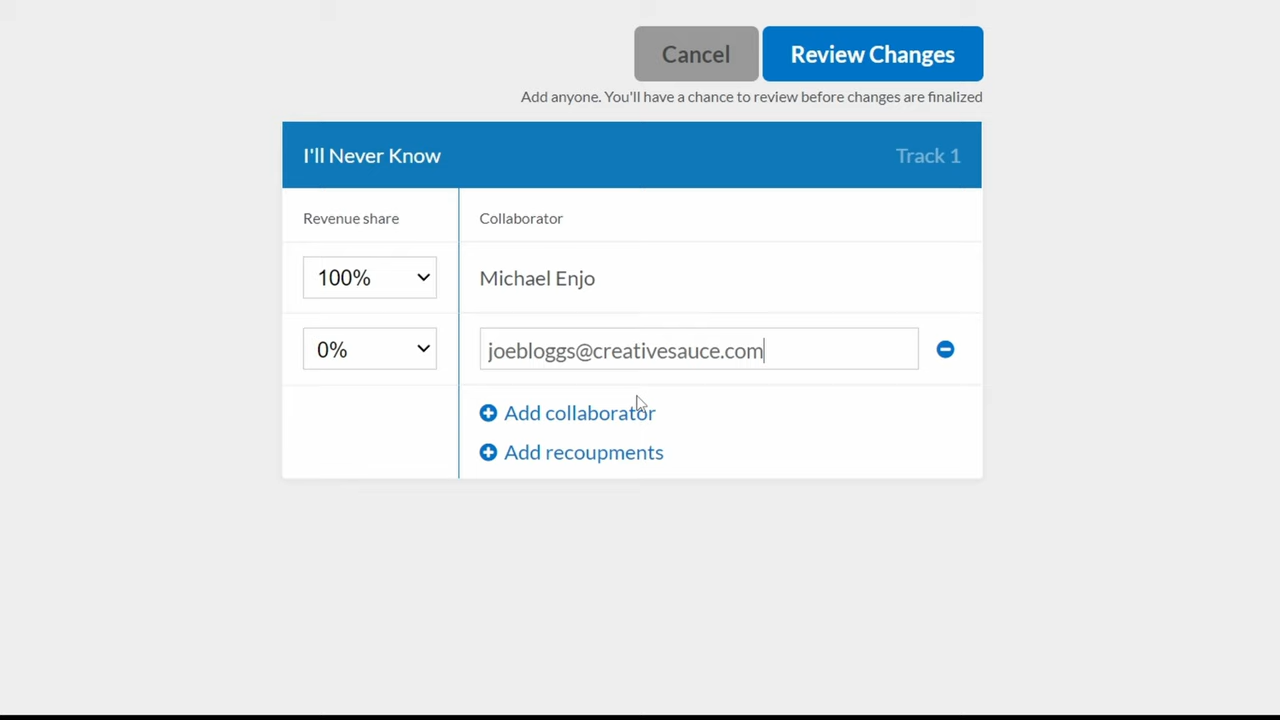 Cancel
Review Changes
Add anyone. You'll have a chance to review before changes are finalized
I'll Never Know
Track 1
Revenue share
Collaborator
100%
Michael Enjo
0%
joebloggs@creativesauce.com
Add collaborator
Add recoupments